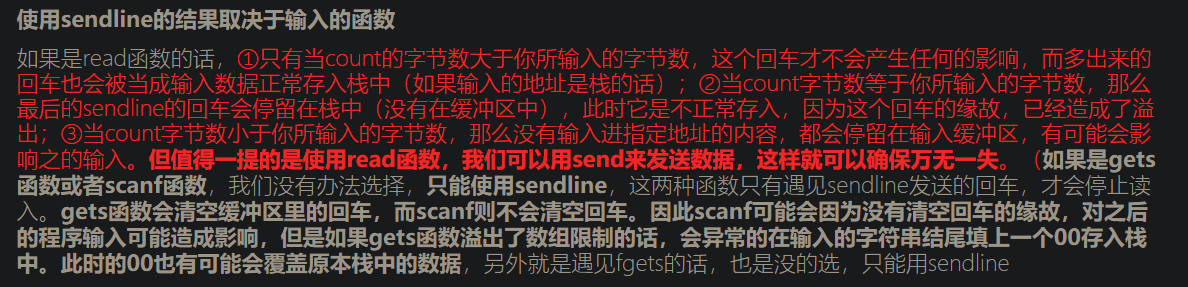 使用sendline的结果取决于输入的函数
如果是read函数的话，①只有当count的字节数大于你所输入的字节数，这个回车才不会产生任何的影响，而多出来的
回车也会被当成输入数据正常存入栈中（如果输入的地址是栈的话）；②当count字节数等于你所输入的字节数，那么
最后的sendline的回车会停留在栈中（没有在缓冲区中），此时它是不正常存入，因为这个回车的缘故，已经造成了溢
出；③当count字节数小于你所输入的字节数，那么没有输入进指定地址的内容，都会停留在输入缓冲区，有可能会影
响之的输入。但值得一提的是使用read函数，我们可以用send来发送数据，这样就可以确保万无一失。（如果是gets
函数或者scanf函数，我们没有办法选择，只能使用sendline，这两种函数只有遇见sendline发送的回车，才会停止读
入。gets函数会清空缓冲区里的回车，而scanf则不会清空回车。因此scanf可能会因为没有清空回车的缘故，对之后
的程序输入可能造成影响，但是如果gets函数溢出了数组限制的话，会异常的在输入的字符串结尾填上一个00存入栈
中。此时的00也有可能会覆盖原本栈中的数据，另外就是遇见fgets的话，也是没的选，只能用sendline